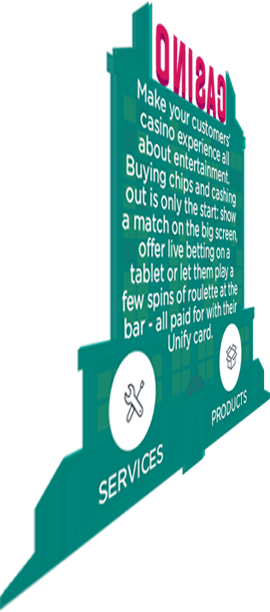 CASINO
Make your customers'
casino experience all
about entertainment.
Buying chips and cashing
out is only the start: show
a match on the big screen,
offer live betting on a
tablet or let them play a
few spins of roulette at the
bar - all paid for with their
Unify card.
SERVICES
PRODUCTS